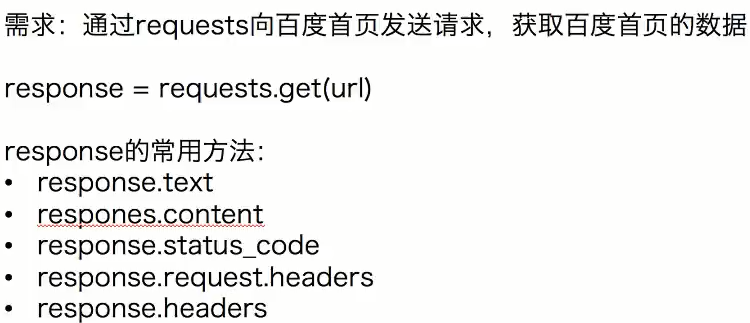 需求：通过requests向百度首页发送请求，获取百度首页的数据
response = requests.get(url)
response的常用方法：
• response.text
• respones.content
• response.status_code
• response.request.headers
• response.headers